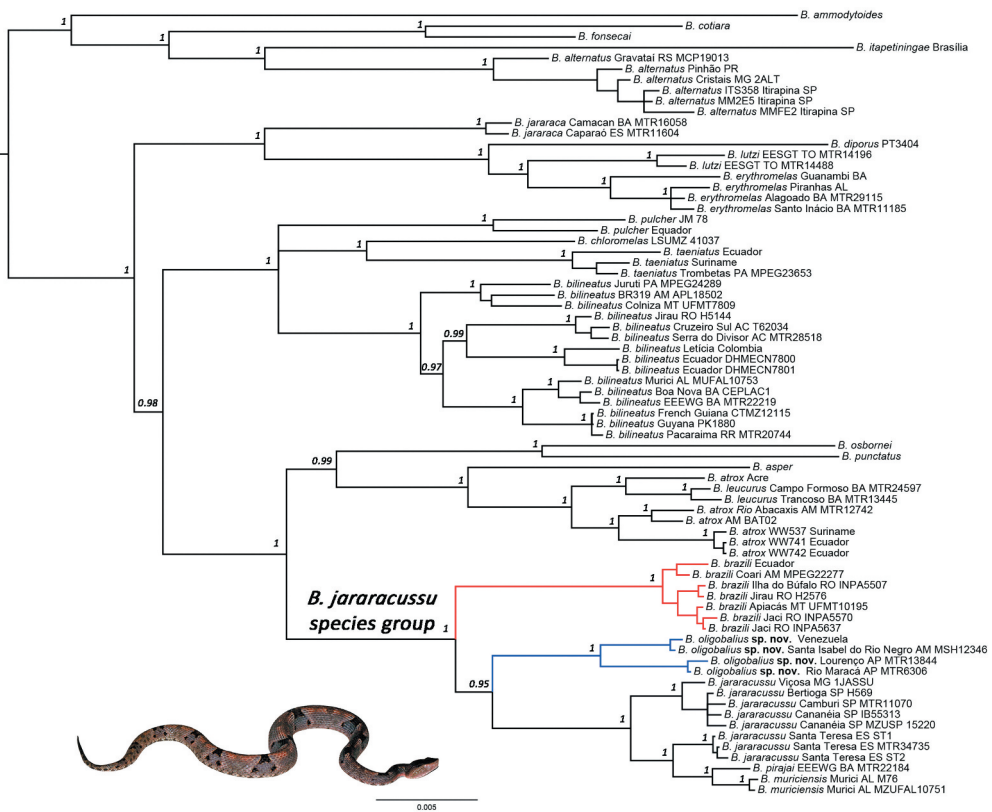 1
B. ammodytoides
1
B. cotiara
1
B. fonsecai
1
B. itapetiningae Brasília
1
B. alternatus Gravataí RS MCP19013
B. alternatus Pinhão PR
B. alternatus Cristais MG 2ALT
1
B. alternatus ITS358 Itirapina SP
B. alternatus MM2E5 Itirapina SP
B. alternatus MMFE2 Itirapina SP
1
1
B. jararaca Camacan BA MTR16058
B. jararaca Caparaó ES MTR11604
1
B. diporus PT3404
1
B. lutzi EESGT TO MTR14196
1
B. lutzi EESGT TO MTR14488
1
B. erythromelas Guanambi BA
1
B. erythromelas Piranhas AL
B. erythromelas Alagoado BA MTR29115
B. erythromelas Santo Inácio BA MTR11185
1
B. pulcher JM 78
B. pulcher Equador
1
B. chloromelas LSUMZ 41037
1
B. taeniatus Ecuador
1
B. taeniatus Suriname
B. taeniatus Trombetas PA MPEG23653
1
1
B. bilineatus Juruti PA MPEG24289
B. bilineatus BR319 AM APL18502
B. bilineatus Colniza MT UFMT7809
1
1
B. bilineatus Jirau RO H5144
0.99
B. bilineatus Cruzeiro Sul AC T62034
B. bilineatus Serra do Divisor AC MTR28518
1
B. bilineatus Letícia Colombia
B. bilineatus Ecuador DHMECN7800
0.97
B. bilineatus Ecuador DHMECN7801
1
B. bilineatus Murici AL MUFAL10753
B. bilineatus Boa Nova BA CEPLAC1
1
B. bilineatus EEEWG BA MTR22219
0.98
1
B. bilineatus French Guiana CTMZ12115
B. bilineatus Guyana PK1880
B. bilineatus Pacaraima RR MTR20744
1
B. osbornei
0.99
B. punctatus
1
B. asper
1
B. atrox Acre
1
1
B. leucurus Campo Formoso BA MTR24597
B. leucurus Trancoso BA MTR13445
1
B. atrox Rio Abacaxis AM MTR12742
1
B. atrox AM BAT02
1
B. atrox WW537 Suriname
B. atrox WW741 Ecuador
1
B. atrox WW742 Ecuador
B. brazili Ecuador
1
B. brazili Coari AM MPEG22277
B. brazili Ilha do Búfalo RO INPA5507
B. jararacussu
B. brazili Jirau RO H2576
B. brazili Apiacás MT UFMT10195
species group
B. brazili Jaci RO INPA5570
1
B. brazili Jaci RO INPA5637
B. oligobalius sp. nov. Venezuela
1
B. oligobalius sp. nov. Santa Isabel do Rio Negro AM MSH12346
B. oligobalius sp. nov. Lourenço AP MTR13844
1
B. oligobalius sp. nov. Rio Maracá AP MTR6306
0.95
1
B. jararacussu Viçosa MG 1JASSU
B. jararacussu Bertioga SP H569
1
B. jararacussu Camburi SP MTR11070
B. jararacussu Cananéia SP IB55313
B. jararacussu Cananéia SP MZUSP 15220
1
B. jararacussu Santa Teresa ES ST1
1
B. jararacussu Santa Teresa ES MTR34735
B. jararacussu Santa Teresa ES ST2
1
B. pirajai EEEWG BA MTR22184
1
B. muriciensis Murici AL M76
B. muriciensis Murici AL MZUFAL10751
0.005